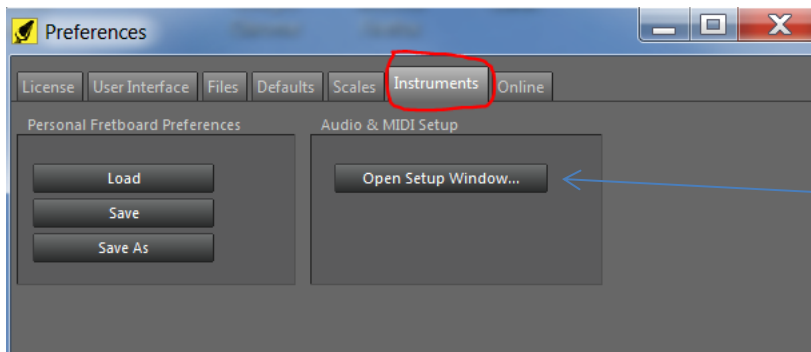 Preferences
License User Interface Files Defaults Scales Instruments Online
Personal Fretboard Preferences Audio & MIDI Setup
Load Open Setup Window...
Save
Save As